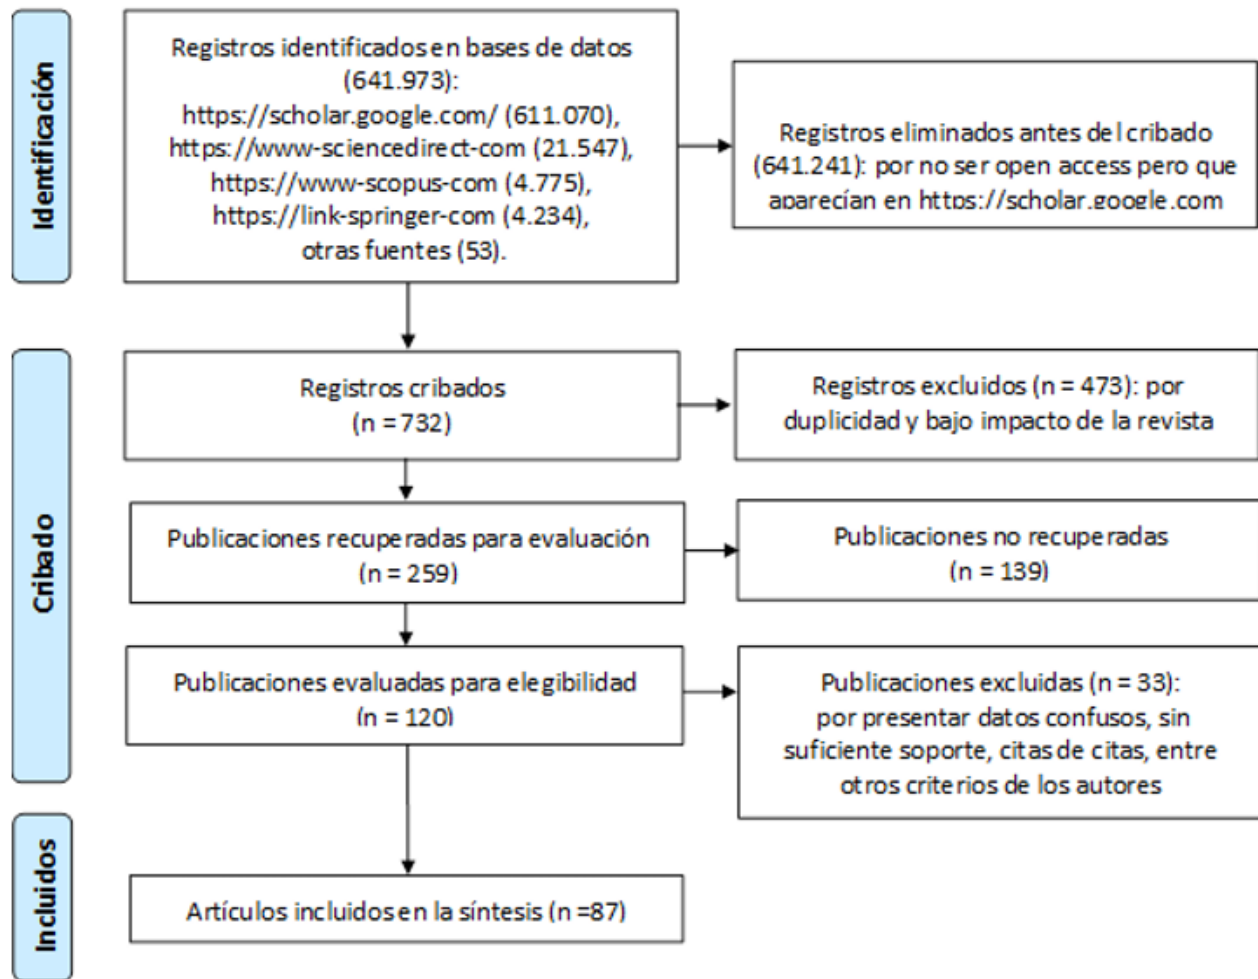 Identificación
Registros identificados en bases de datos
(641.973):
https://scholar.google.com/ (611.070),
https://www-sciencedirect-com (21.547),
https://www-scopus-com (4.775),
https://link-springer-com (4.234),
otras fuentes (53).
Registros eliminados antes del cribado
(641.241): por no ser open access pero que
aparecían en https://scholar.google.com
Cribado
Registros cribados
(n = 732)
Registros excluidos (n = 473): por
duplicidad y bajo impacto de la revista
Publicaciones recuperadas para evaluación
(n = 259)
Publicaciones no recuperadas
(n = 139)
Publicaciones evaluadas para elegibilidad
(n = 120)
Publicaciones excluidas (n = 33):
por presentar datos confusos, sin
suficiente soporte, citas de citas, entre
otros criterios de los autores
Incluidos
Artículos incluidos en la síntesis (n =87)